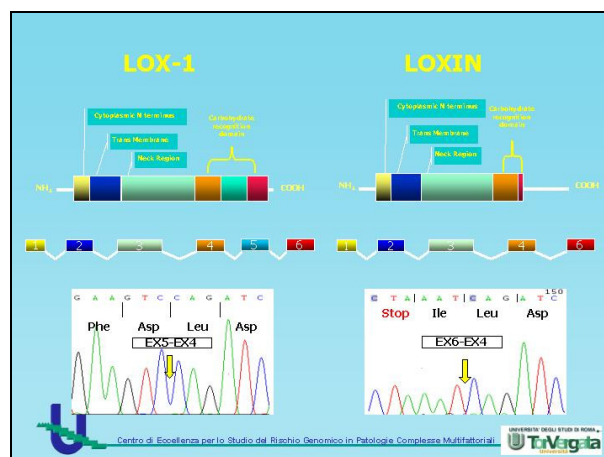 LOX-1
LOXIN
Cytoplasmic N terminus
Trans Membrane
Neck Region
Carbohydrate
recognition
domain
NH2
COOH
Cytoplasmic N terminus
Trans Membrane
Neck Region
Carbohydrate
recognition
domain
NH2
COOH
1 2 3 4 5 6
1 2 3 4 6
G A A G T C C A G A T C
Phe Asp Leu Asp
EX5-EX4
150
C T A A A T C A G A T C
Stop Ile Leu Asp
EX6-EX4
Centro di Eccellenza per lo Studio del Rischio Genomico in Patologie Complesse Multifattoriali
UNIVERSITA' DEGLI STUDI DI ROMA
TorVergata